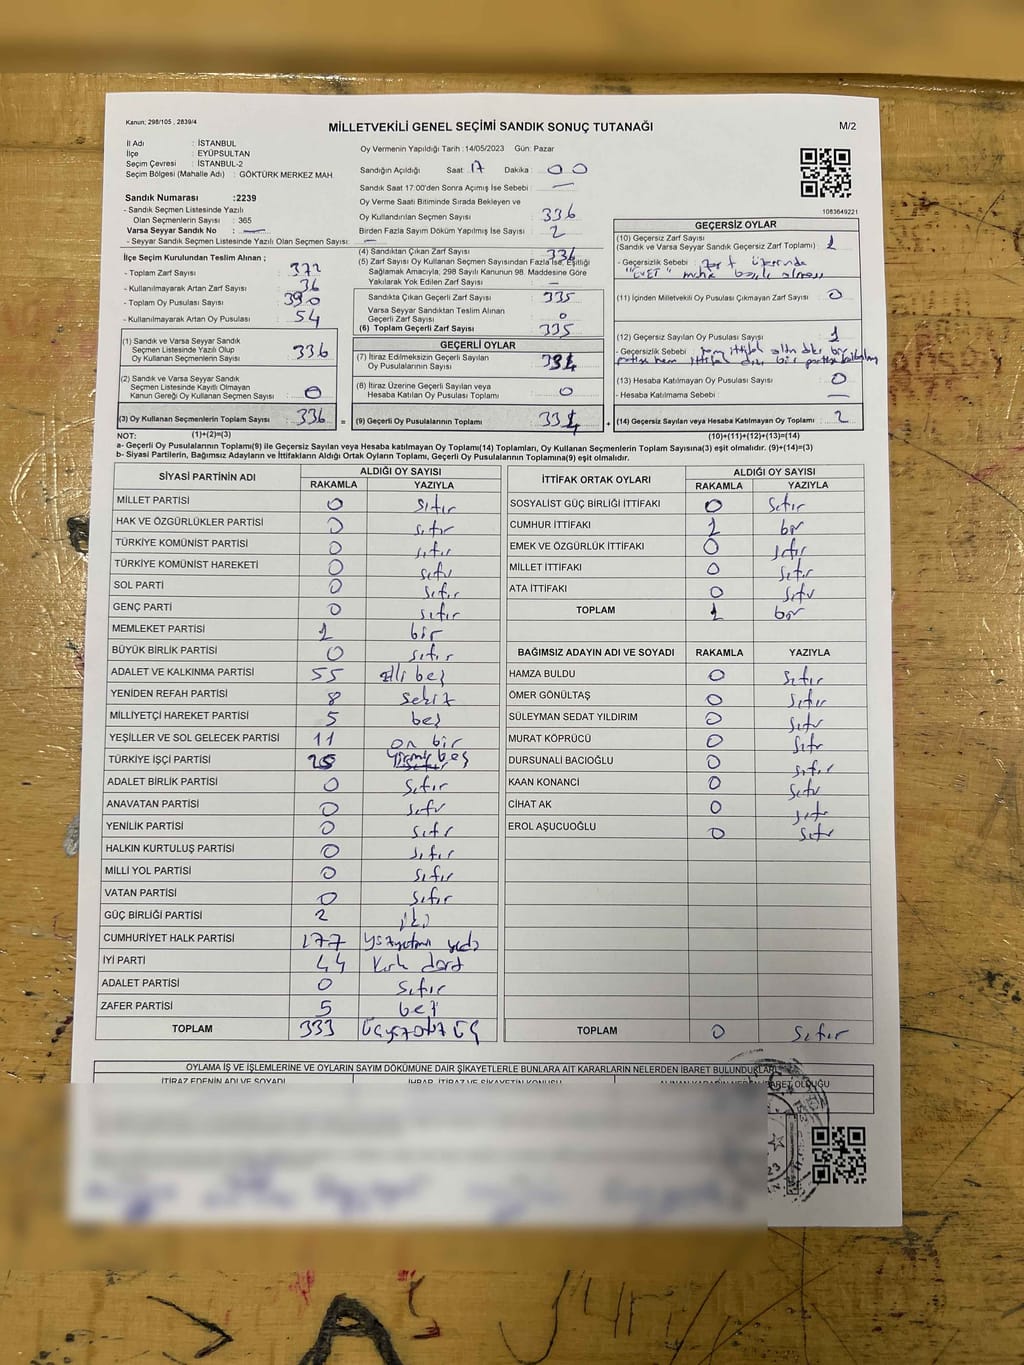 Kanun; 298/105 , 2839/4
MİLLETVEKİLİ GENEL SEÇİMİ SANDIK SONUÇ TUTANAĞI
M/2
İl Adı : İSTANBUL
İlçe : EYÜPSULTAN
Seçim Çevresi : İSTANBUL-2
Seçim Bölgesi (Mahalle Adı) : GÖKTÜRK MERKEZ MAH.
Sandık Numarası :2239
- Sandık Seçmen Listesinde Yazılı
Olan Seçmenlerin Sayısı : 365
Varsa Seyyar Sandık No : —
- Seyyar Sandık Seçmen Listesinde Yazılı Olan Seçmen Sayısı: —
İlçe Seçim Kurulundan Teslim Alınan ;
- Toplam Zarf Sayısı : 372
- Kullanılmayarak Artan Zarf Sayısı : 36
- Toplam Oy Pusulası Sayısı : 390
- Kullanılmayarak Artan Oy Pusulası : 54
(1) Sandık ve Varsa Seyyar Sandık
Seçmen Listesinde Yazılı Olup
Oy Kullanan Seçmenlerin Sayısı : 336
(2) Sandık ve Varsa Seyyar Sandık
Seçmen Listesinde Kayıtlı Olmayan
Kanun Gereği Oy Kullanan Seçmen Sayısı : 0
(3) Oy Kullanan Seçmenlerin Toplam Sayısı : 336
Oy Vermenin Yapıldığı Tarih :14/05/2023 Gün: Pazar
Sandığın Açıldığı Saat : 17 Dakika : 00
Sandık Saat 17:00'den Sonra Açılmış İse Sebebi : —
Oy Verme Saati Bitiminde Sırada Bekleyen ve
Oy Kullandırılan Seçmen Sayısı : 336
Birden Fazla Sayım Döküm Yapılmış İse Sayısı : 2
(4) Sandıktan Çıkan Zarf Sayısı : 336
(5) Zarf Sayısı Oy Kullanan Seçmen Sayısından Fazla İse, Eşitliği
Sağlamak Amacıyla, 298 Sayılı Kanunun 98. Maddesine Göre
Yakılarak Yok Edilen Zarf Sayısı : —
Sandıkta Çıkan Geçerli Zarf Sayısı : 335
Varsa Seyyar Sandıktan Teslim Alınan
Geçerli Zarf Sayısı : 0
(6) Toplam Geçerli Zarf Sayısı : 335
GEÇERLİ OYLAR
(7) İtiraz Edilmeksizin Geçerli Sayılan
Oy Pusulalarının Sayısı : 334
(8) İtiraz Üzerine Geçerli Sayılan veya
Hesaba Katılan Oy Pusulası Toplamı : 0
= (9) Geçerli Oy Pusulalarının Toplamı : 334 +
1083649221
GEÇERSİZ OYLAR
(10) Geçersiz Zarf Sayısı
(Sandık ve Varsa Seyyar Sandık Geçersiz Zarf Toplamı) : 1
- Geçersizlik Sebebi : Zarf üzerinde
"EVET" mührü basılı olması
(11) İçinden Milletvekili Oy Pusulası Çıkmayan Zarf Sayısı : 0
(12) Geçersiz Sayılan Oy Pusulası Sayısı : 1
- Geçersizlik Sebebi :
(13) Hesaba Katılmayan Oy Pusulası Sayısı : 0
- Hesaba Katılmama Sebebi : —
(14) Geçersiz Sayılan veya Hesaba Katılmayan Oy Toplamı : 2
NOT: (1)+(2)=(3) (10)+(11)+(12)+(13)=(14)
a- Geçerli Oy Pusulalarının Toplamı(9) ile Geçersiz Sayılan veya Hesaba katılmayan Oy Toplamı(14) Toplamları, Oy Kullanan Seçmenlerin Toplam Sayısına(3) eşit olmalıdır. (9)+(14)=(3)
b- Siyasi Partilerin, Bağımsız Adayların ve İttifakların Aldığı Ortak Oyların Toplamı, Geçerli Oy Pusulalarının Toplamına(9) eşit olmalıdır.
SİYASİ PARTİNİN ADI ALDIĞI OY SAYISI
RAKAMLA YAZIYLA
MİLLET PARTİSİ 0 sıfır
HAK VE ÖZGÜRLÜKLER PARTİSİ 0 sıfır
TÜRKİYE KOMÜNİST PARTİSİ 0 sıfır
TÜRKİYE KOMÜNİST HAREKETİ 0 sıfır
SOL PARTİ 0 sıfır
GENÇ PARTİ 0 sıfır
MEMLEKET PARTİSİ 1 bir
BÜYÜK BİRLİK PARTİSİ 0 sıfır
ADALET VE KALKINMA PARTİSİ 55 elli beş
YENİDEN REFAH PARTİSİ 8 sekiz
MİLLİYETÇİ HAREKET PARTİSİ 5 beş
YEŞİLLER VE SOL GELECEK PARTİSİ 11 on bir
TÜRKİYE İŞÇİ PARTİSİ 25 yirmi beş
ADALET BİRLİK PARTİSİ 0 sıfır
ANAVATAN PARTİSİ 0 sıfır
YENİLİK PARTİSİ 0 sıfır
HALKIN KURTULUŞ PARTİSİ 0 sıfır
MİLLİ YOL PARTİSİ 0 sıfır
VATAN PARTİSİ 0 sıfır
GÜÇ BİRLİĞİ PARTİSİ 2 iki
CUMHURİYET HALK PARTİSİ 177 yüzyetmiş yedi
İYİ PARTİ 44 kırk dört
ADALET PARTİSİ 0 sıfır
ZAFER PARTİSİ 5 beş
TOPLAM 333 üçyüzotuz üç
İTTİFAK ORTAK OYLARI ALDIĞI OY SAYISI
RAKAMLA YAZIYLA
SOSYALİST GÜÇ BİRLİĞİ İTTİFAKI 0 sıfır
CUMHUR İTTİFAKI 1 bir
EMEK VE ÖZGÜRLÜK İTTİFAKI 0 sıfır
MİLLET İTTİFAKI 0 sıfır
ATA İTTİFAKI 0 sıfır
TOPLAM 1 bir
BAĞIMSIZ ADAYIN ADI VE SOYADI RAKAMLA YAZIYLA
HAMZA BULDU 0 sıfır
ÖMER GÖNÜLTAŞ 0 sıfır
SÜLEYMAN SEDAT YILDIRIM 0 sıfır
MURAT KÖPRÜCÜ 0 sıfır
DURSUNALİ BACIOĞLU 0 sıfır
KAAN KONANCI 0 sıfır
CİHAT AK 0 sıfır
EROL AŞUCUOĞLU 0 sıfır
TOPLAM 0 sıfır
OYLAMA İŞ VE İŞLEMLERİNE VE OYLARIN SAYIM DÖKÜMÜNE DAİR ŞİKAYETLERLE BUNLARA AİT KARARLARIN NELERDEN İBARET BULUNDUKLARI
İTİRAZ EDENİN ADI VE SOYADI İHBAR, İTİRAZ VE ŞİKAYETİN KONUSU ALINAN KARARIN NEDEN İBARET OLDUĞU